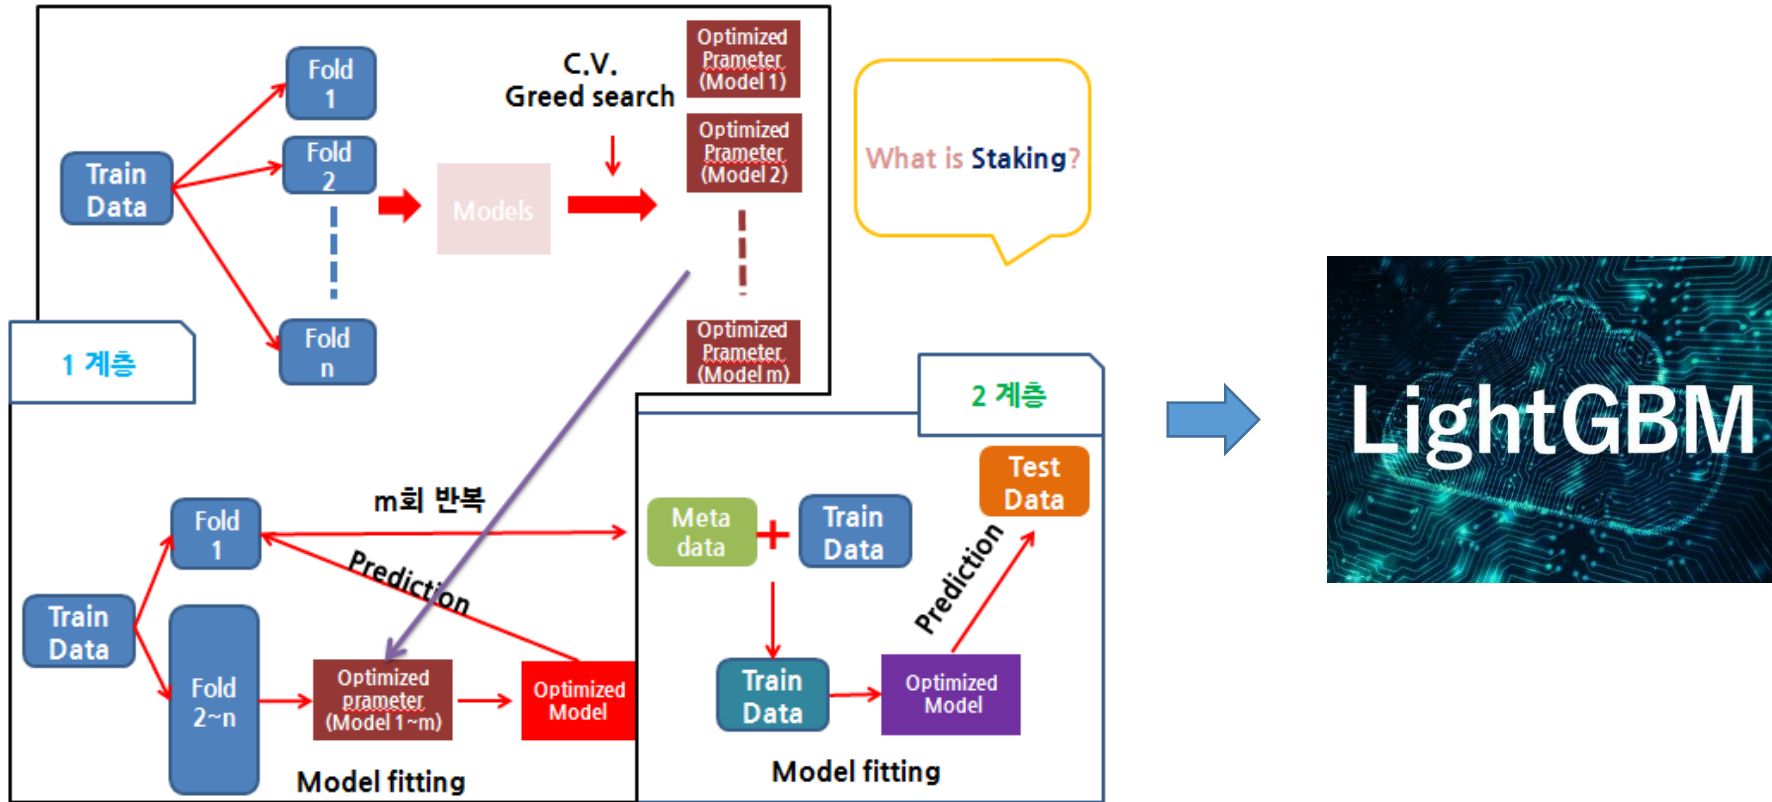 Train
Data
Fold
1
Fold
2
Fold
n
Models
C.V.
Greed search
Optimized
Prameter
(Model 1)
Optimized
Prameter
(Model 2)
Optimized
Prameter
(Model m)
What is Staking?
1 계층
Train
Data
Fold
1
Fold
2~n
m회 반복
Prediction
Optimized
prameter
(Model 1~m)
Optimized
Model
Model fitting
2 계층
Meta
data
+
Train
Data
Test
Data
Prediction
Train
Data
Optimized
Model
Model fitting
LightGBM